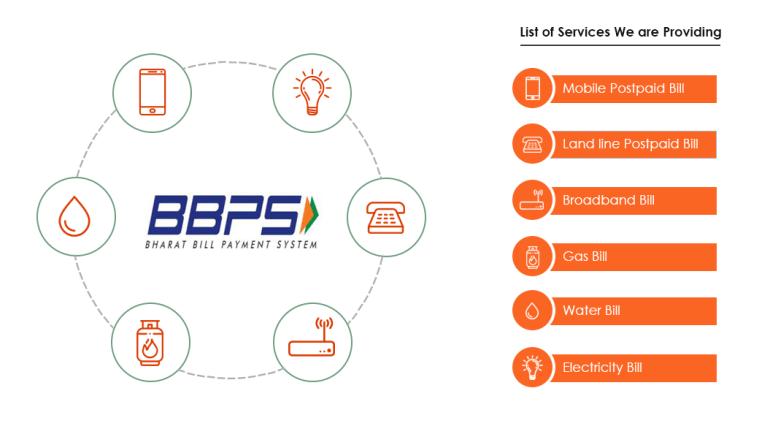 List of Services We are Providing
Mobile Postpaid Bill
Land line Postpaid Bill
Broadband Bill
Gas Bill
Water Bill
Electricity Bill
BBPS
BHARAT BILL PAYMENT SYSTEM